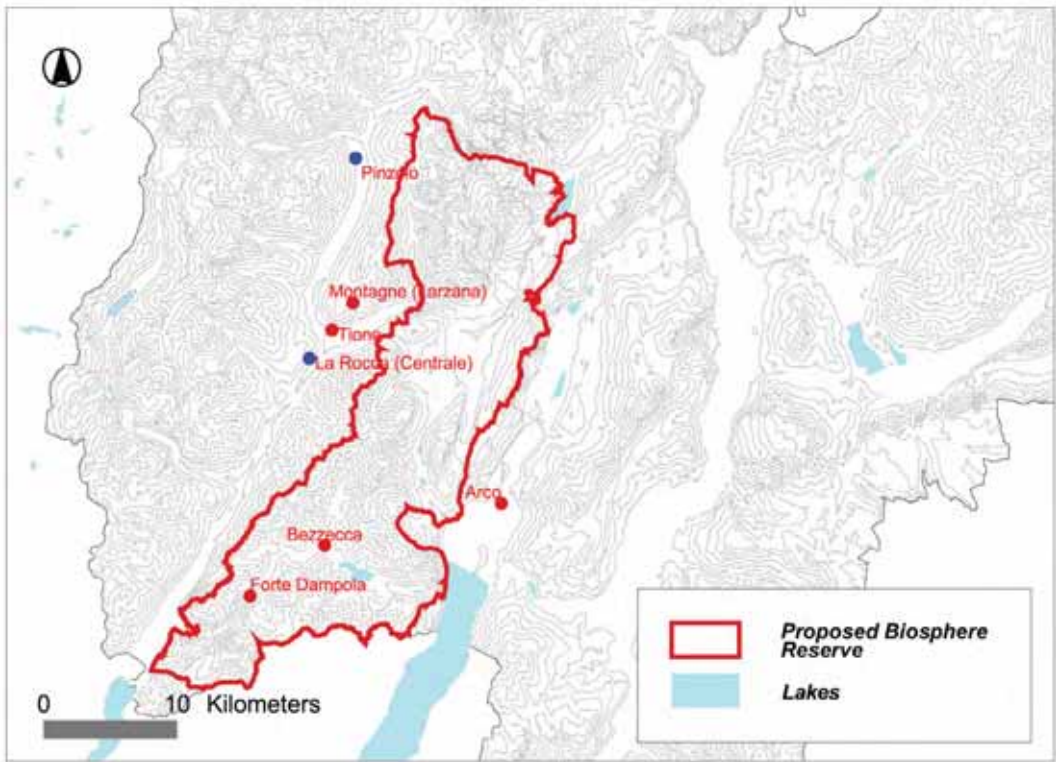 Pinzolo
Montagne (Larzana)
Tione
La Rocca (Centrale)
Arco
Bezzecca
Forte Dampola
Proposed Biosphere
Reserve
Lakes
0 10 Kilometers